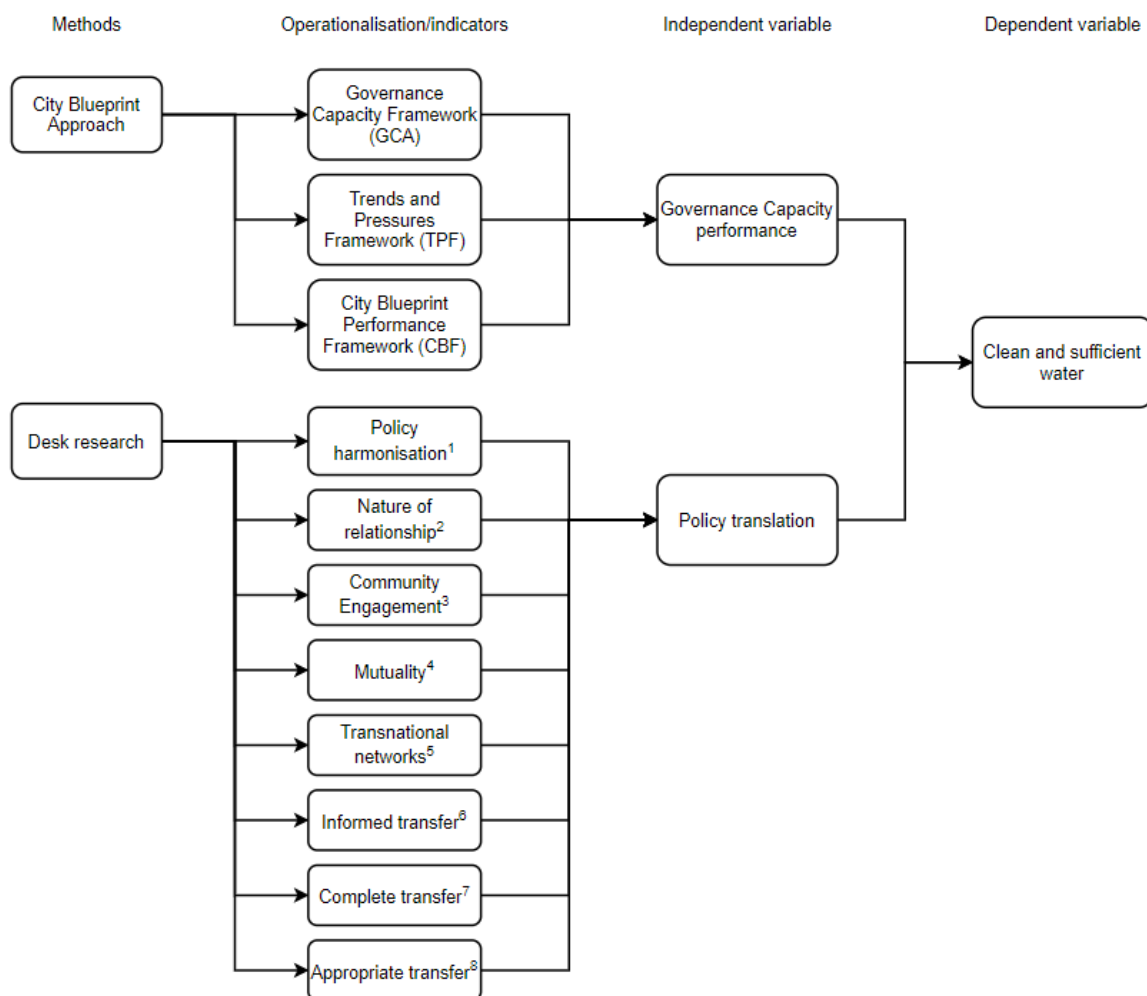 Methods
Operationalisation/indicators
Independent variable
Dependent variable
City Blueprint
Approach
Governance
Capacity Framework
(GCA)
Trends and
Pressures
Framework (TPF)
City Blueprint
Performance
Framework (CBF)
Governance Capacity
performance
Clean and sufficient
water
Desk research
Policy
harmonisation¹
Nature of
relationship²
Community
Engagement³
Mutuality⁴
Transnational
networks⁵
Informed transfer⁶
Complete transfer⁷
Appropriate transfer⁸
Policy translation